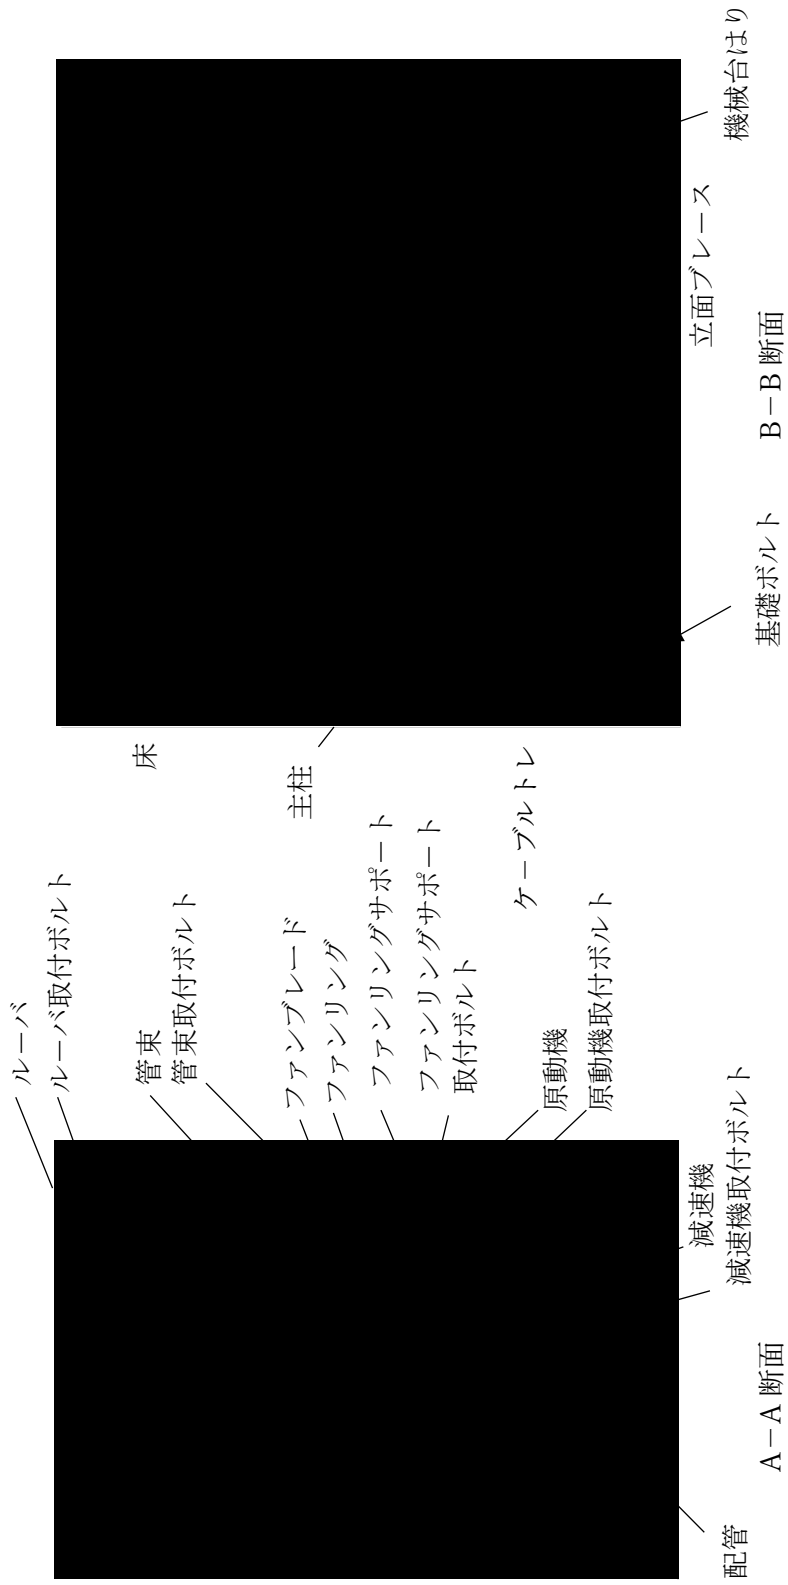 ルーバ
ルーバ取付ボルト
管束
管束取付ボルト
ファンブレード
ファンリング
ファンリングサポート
ファンリングサポート
取付ボルト
原動機
原動機取付ボルト
減速機
減速機取付ボルト
配管
A－A 断面
床
主柱
ケーブルトレ
機械台はり
立面ブレース
基礎ボルト
B－B 断面